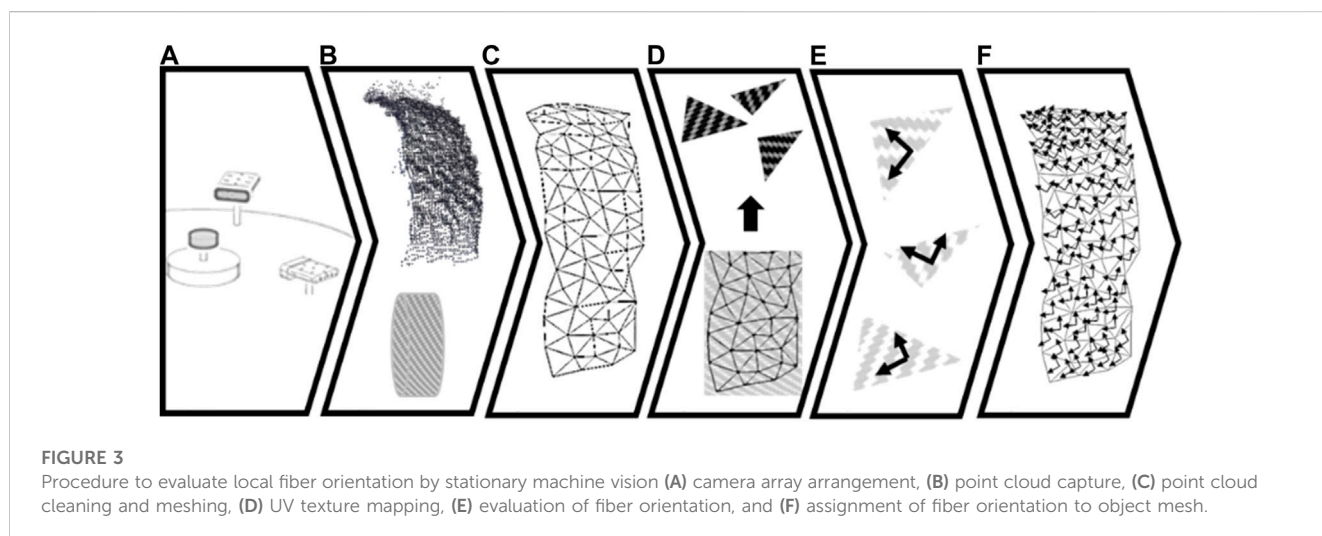 A B C D E F
FIGURE 3
Procedure to evaluate local fiber orientation by stationary machine vision (A) camera array arrangement, (B) point cloud capture, (C) point cloud
cleaning and meshing, (D) UV texture mapping, (E) evaluation of fiber orientation, and (F) assignment of fiber orientation to object mesh.